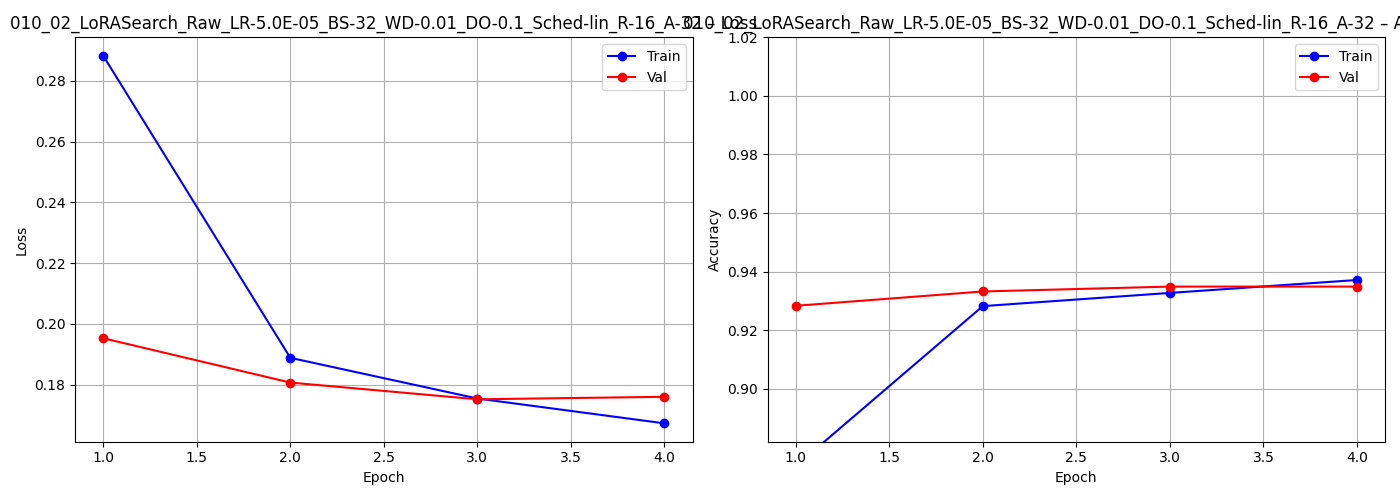 010_02_LoRASearch_Raw_LR-5.0E-05_BS-32_WD-0.01_DO-0.1_Sched-lin_R-16_A-32 – Loss
010_02_LoRASearch_Raw_LR-5.0E-05_BS-32_WD-0.01_DO-0.1_Sched-lin_R-16_A-32 – A
Train
Val
0.28
0.26
0.24
0.22
0.20
0.18
Loss
1.0 1.5 2.0 2.5 3.0 3.5 4.0
Epoch
Train
Val
1.02
1.00
0.98
0.96
0.94
0.92
0.90
Accuracy
1.0 1.5 2.0 2.5 3.0 3.5 4.0
Epoch